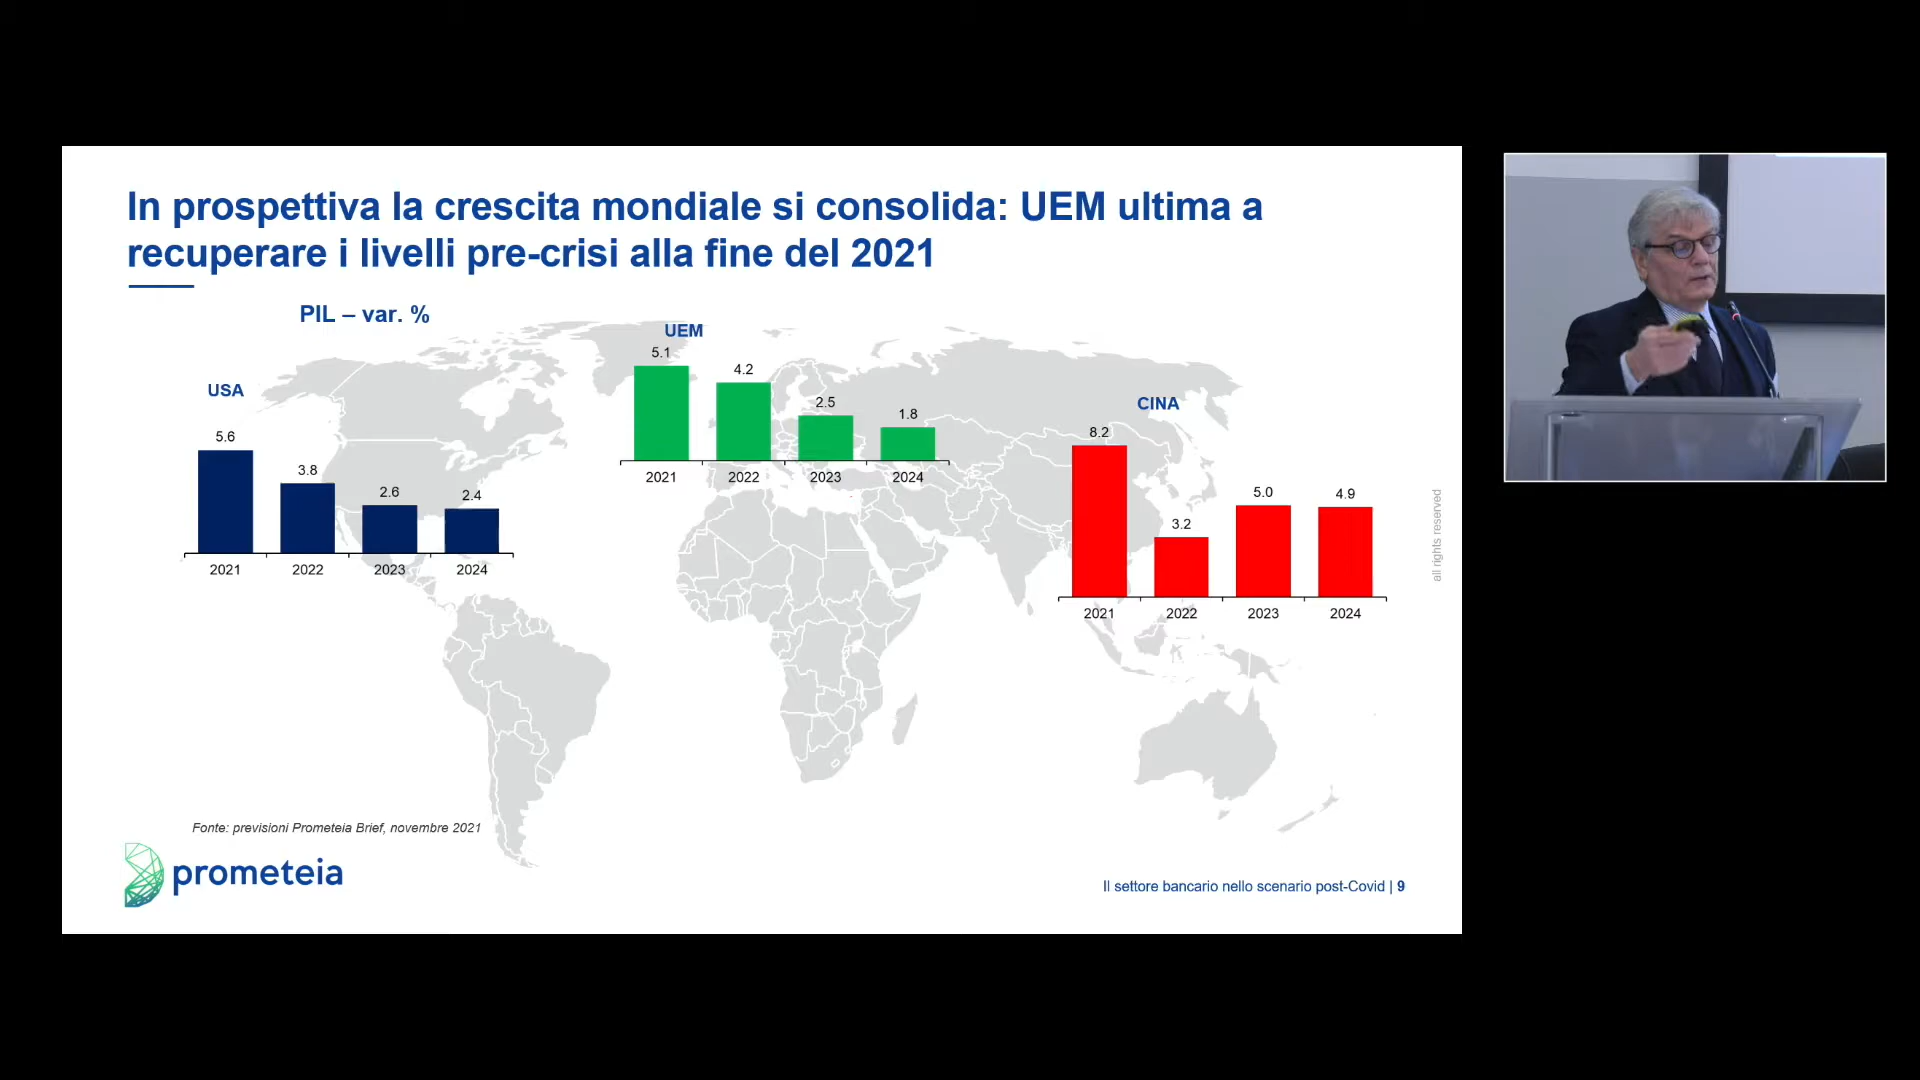 In prospettiva la crescita mondiale si consolida: UEM ultima a
recuperare i livelli pre-crisi alla fine del 2021
PIL – var. %
USA
5.6
3.8
2.6
2.4
2021
2022
2023
2024
UEM
5.1
4.2
2.5
1.8
2021
2022
2023
2024
CINA
8.2
3.2
5.0
4.9
2021
2022
2023
2024
all rights reserved
Fonte: previsioni Prometeia Brief, novembre 2021
prometeia
Il settore bancario nello scenario post-Covid | 9